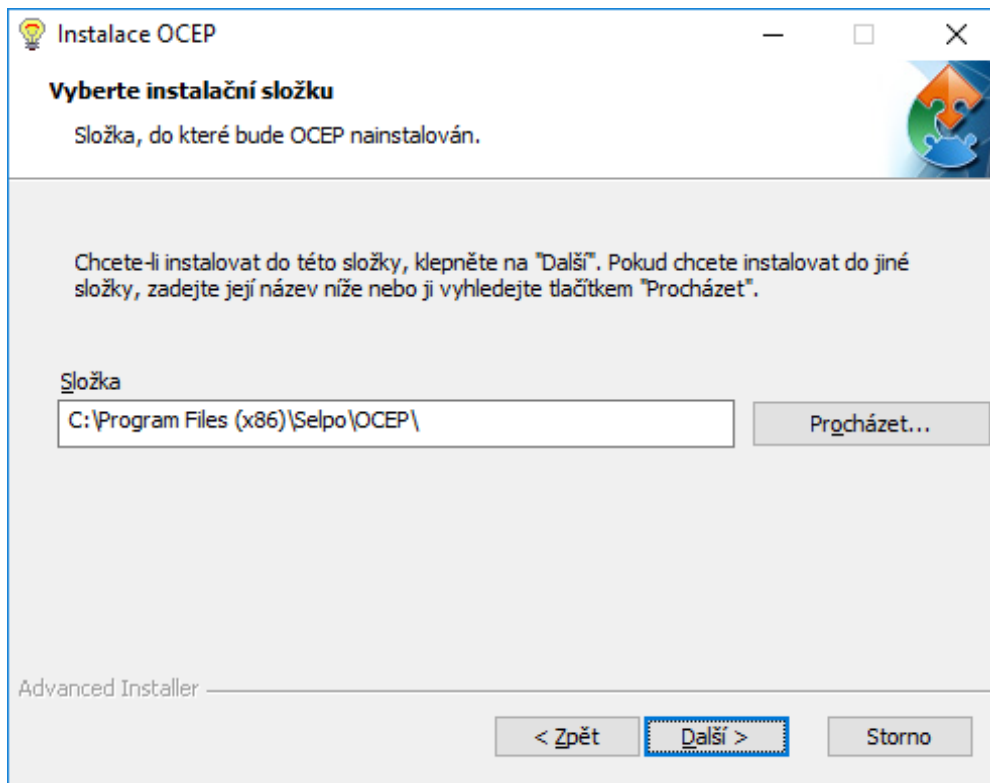 Instalace OCEP
Vyberte instalační složku
Složka, do které bude OCEP nainstalován.
Chcete-li instalovat do této složky, klepněte na "Další". Pokud chcete instalovat do jiné
složky, zadejte její název níže nebo ji vyhledejte tlačítkem "Procházet".
Složka
C:\Program Files (x86)\Selpo\OCEP\
Procházet...
Advanced Installer
< Zpět
Další >
Storno